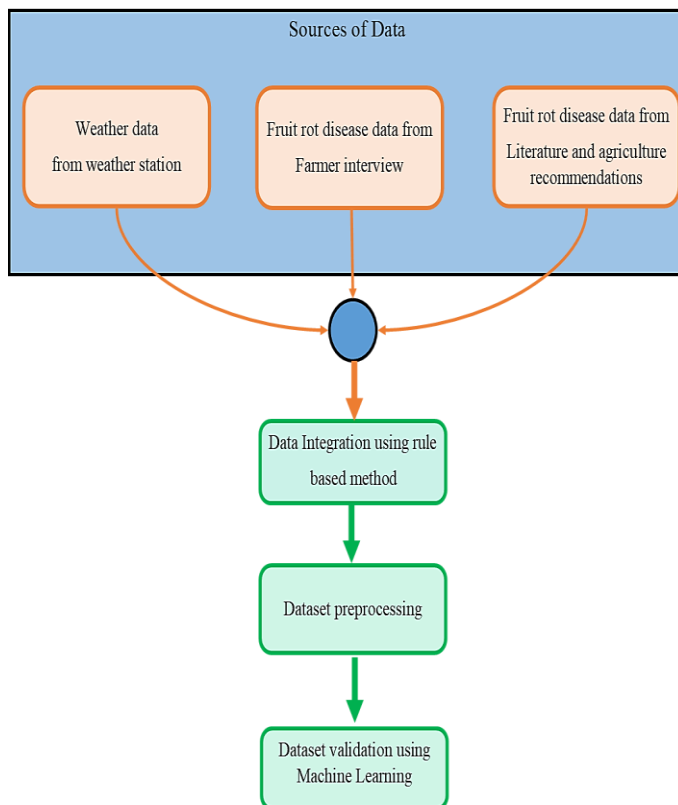 Sources of Data
Weather data
from weather station
Fruit rot disease data from
Farmer interview
Fruit rot disease data from
Literature and agriculture
recommendations
Data Integration using rule
based method
Dataset preprocessing
Dataset validation using
Machine Learning